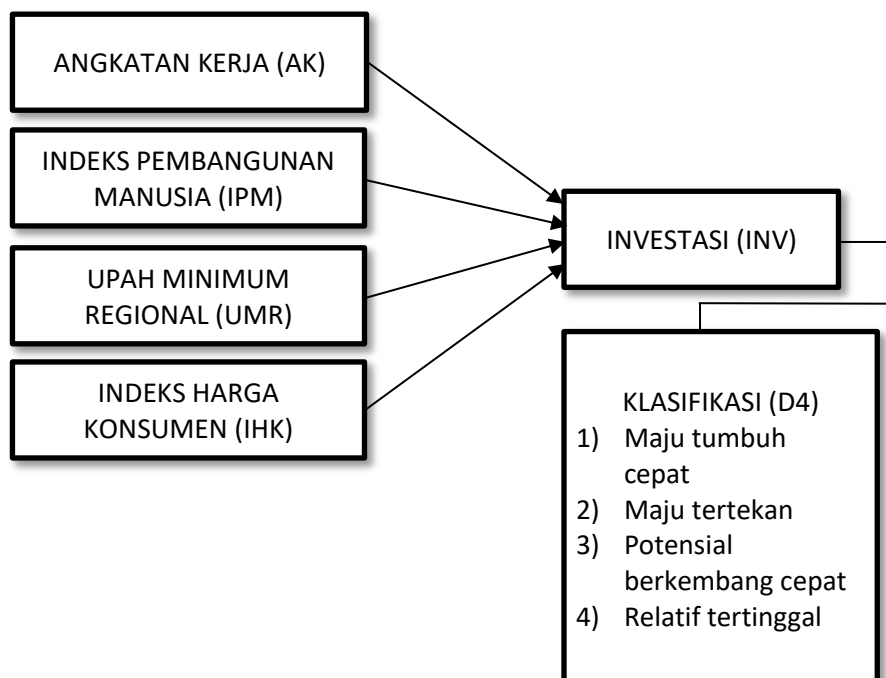 ANGKATAN KERJA (AK)
INDEKS PEMBANGUNAN
MANUSIA (IPM)
UPAH MINIMUM
REGIONAL (UMR)
INDEKS HARGA
KONSUMEN (IHK)
INVESTASI (INV)
KLASIFIKASI (D4)
1) Maju tumbuh
cepat
2) Maju tertekan
3) Potensial
berkembang cepat
4) Relatif tertinggal